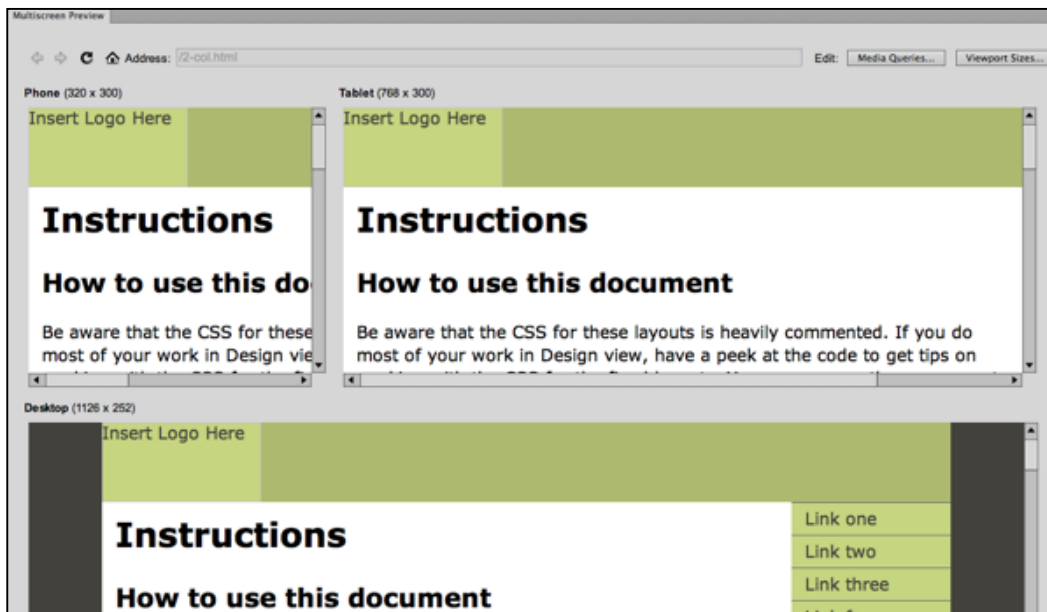 Multiscreen Preview
Address: /2-col.html Edit: Media Queries... Viewport Sizes...
Phone (320 x 300)
Insert Logo Here
Instructions
How to use this do
Be aware that the CSS for these
most of your work in Design vie
Tablet (768 x 300)
Insert Logo Here
Instructions
How to use this document
Be aware that the CSS for these layouts is heavily commented. If you do
most of your work in Design view, have a peek at the code to get tips on
Desktop (1126 x 252)
Insert Logo Here
Instructions
How to use this document
Link one
Link two
Link three